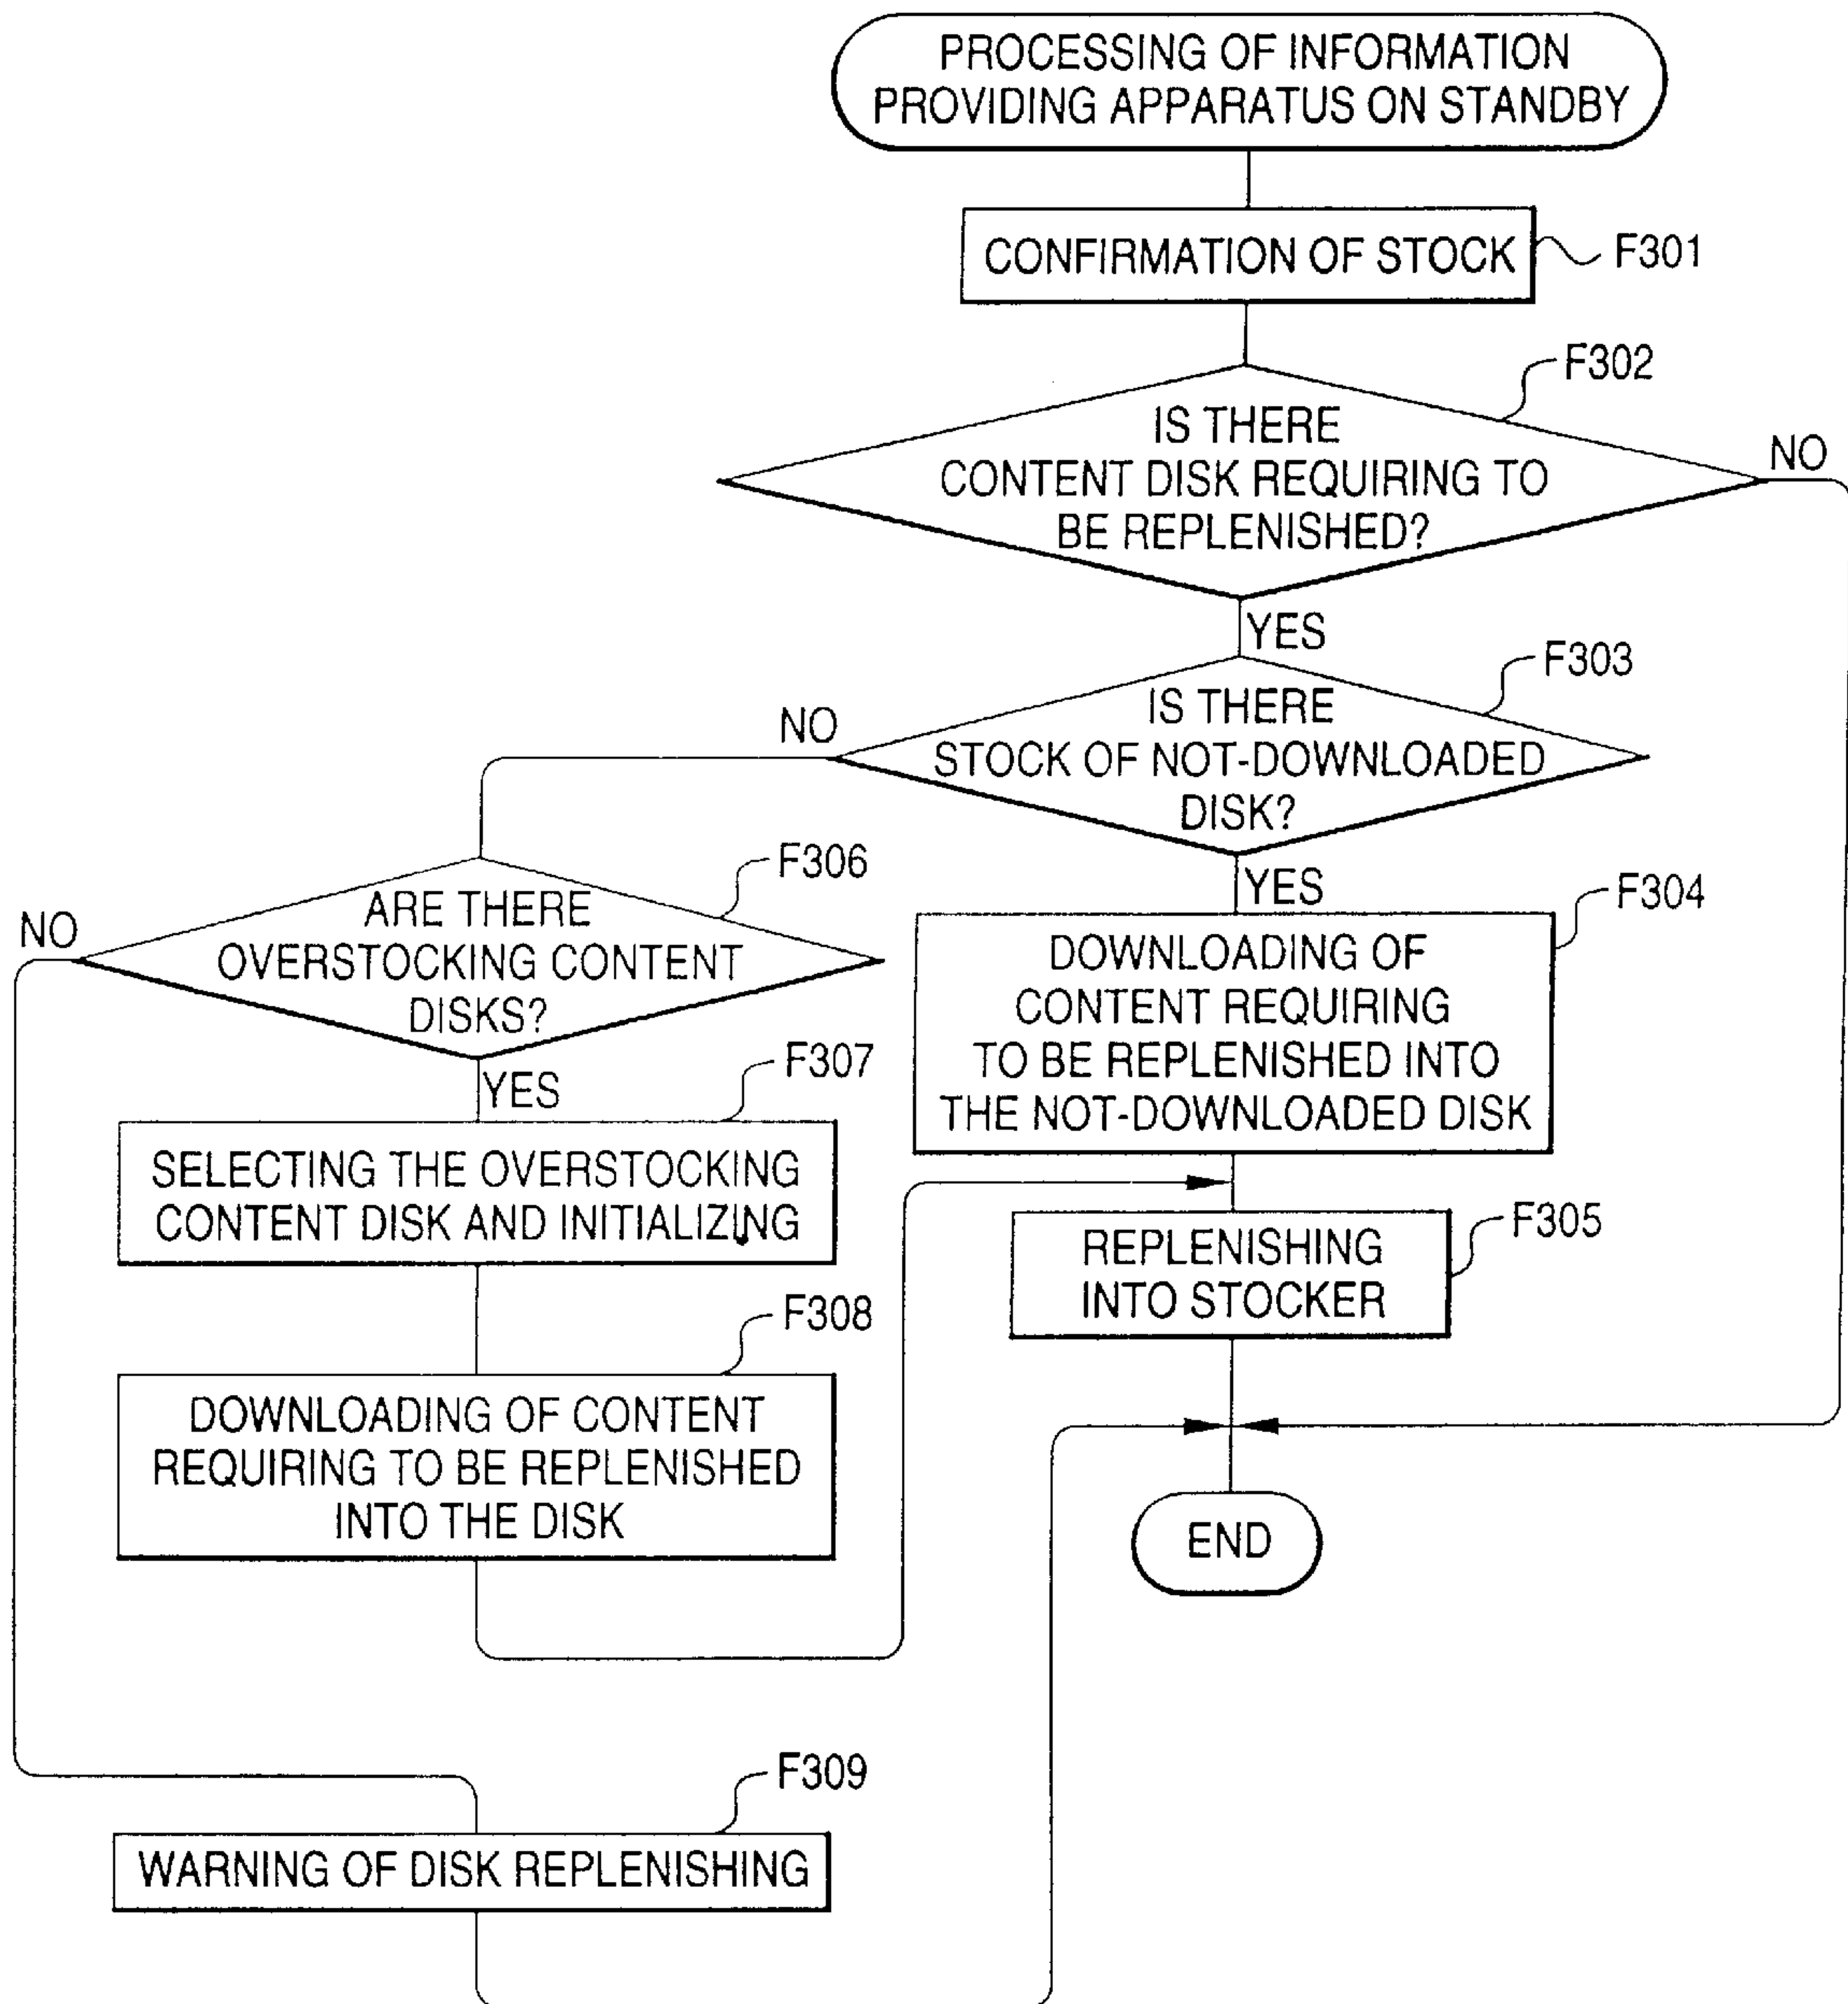 PROCESSING OF INFORMATION
PROVIDING APPARATUS ON STANDBY
CONFIRMATION OF STOCK
F301
F302
IS THERE
CONTENT DISK REQUIRING TO
BE REPLENISHED?
NO
YES
F303
IS THERE
STOCK OF NOT-DOWNLOADED
DISK?
NO
YES
F304
DOWNLOADING OF
CONTENT REQUIRING
TO BE REPLENISHED INTO
THE NOT-DOWNLOADED DISK
F306
ARE THERE
OVERSTOCKING CONTENT
DISKS?
NO
YES
F307
SELECTING THE OVERSTOCKING
CONTENT DISK AND INITIALIZING
F305
REPLENISHING
INTO STOCKER
F308
DOWNLOADING OF CONTENT
REQUIRING TO BE REPLENISHED
INTO THE DISK
END
F309
WARNING OF DISK REPLENISHING